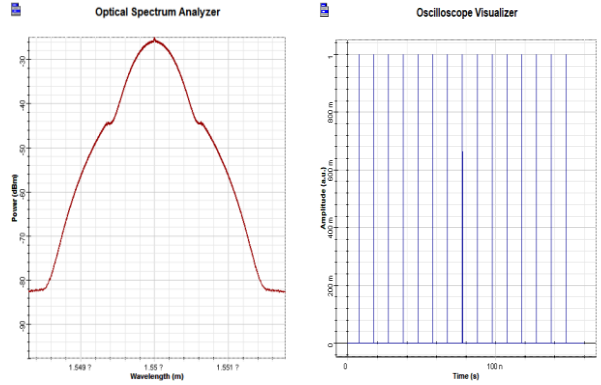 Optical Spectrum Analyzer
Power (dBm)
-30
-40
-50
-60
-70
-80
-90
1.549 ?
1.55 ?
1.551 ?
Wavelength (m)
Oscilloscope Visualizer
Amplitude (a.u.)
1
800 m
600 m
400 m
200 m
0
0
100 n
Time (s)